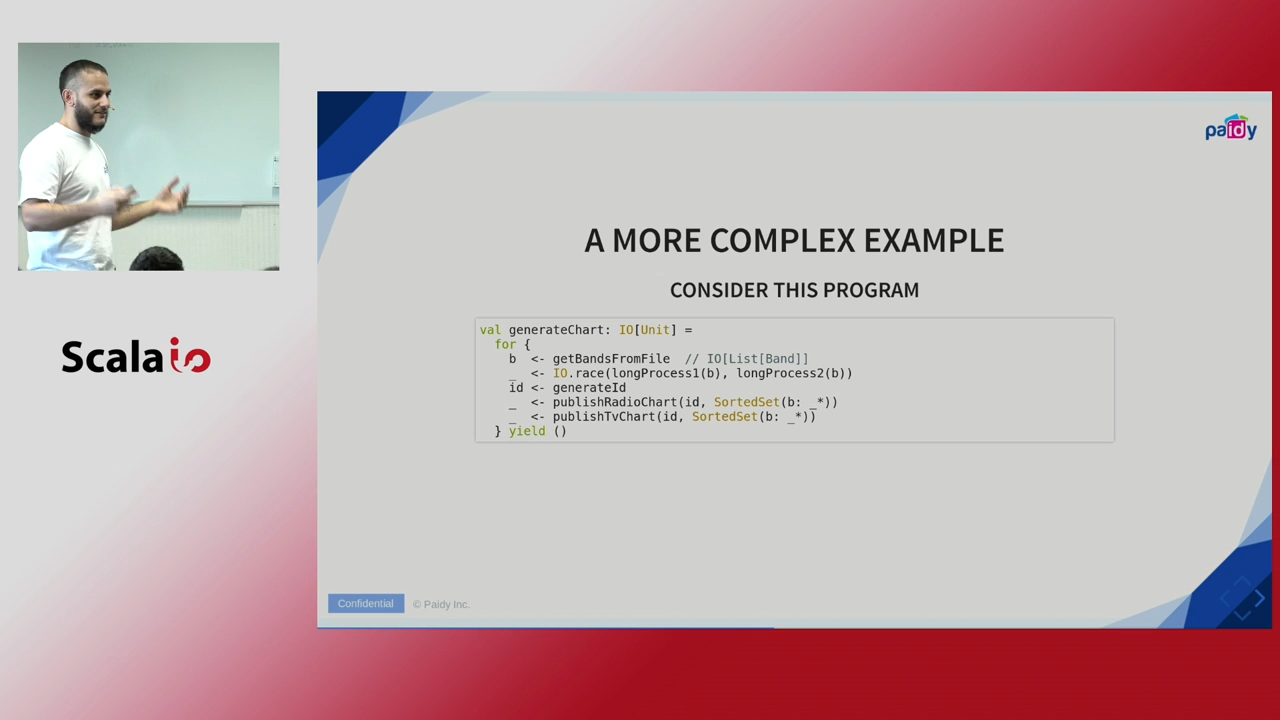 Scala io
paidy
A MORE COMPLEX EXAMPLE
CONSIDER THIS PROGRAM
val generateChart: IO[Unit] =
for {
b <- getBandsFromFile // IO[List[Band]]
_ <- IO.race(longProcess1(b), longProcess2(b))
id <- generateId
_ <- publishRadioChart(id, SortedSet(b: _*))
_ <- publishTvChart(id, SortedSet(b: _*))
} yield ()
Confidential © Paidy Inc.